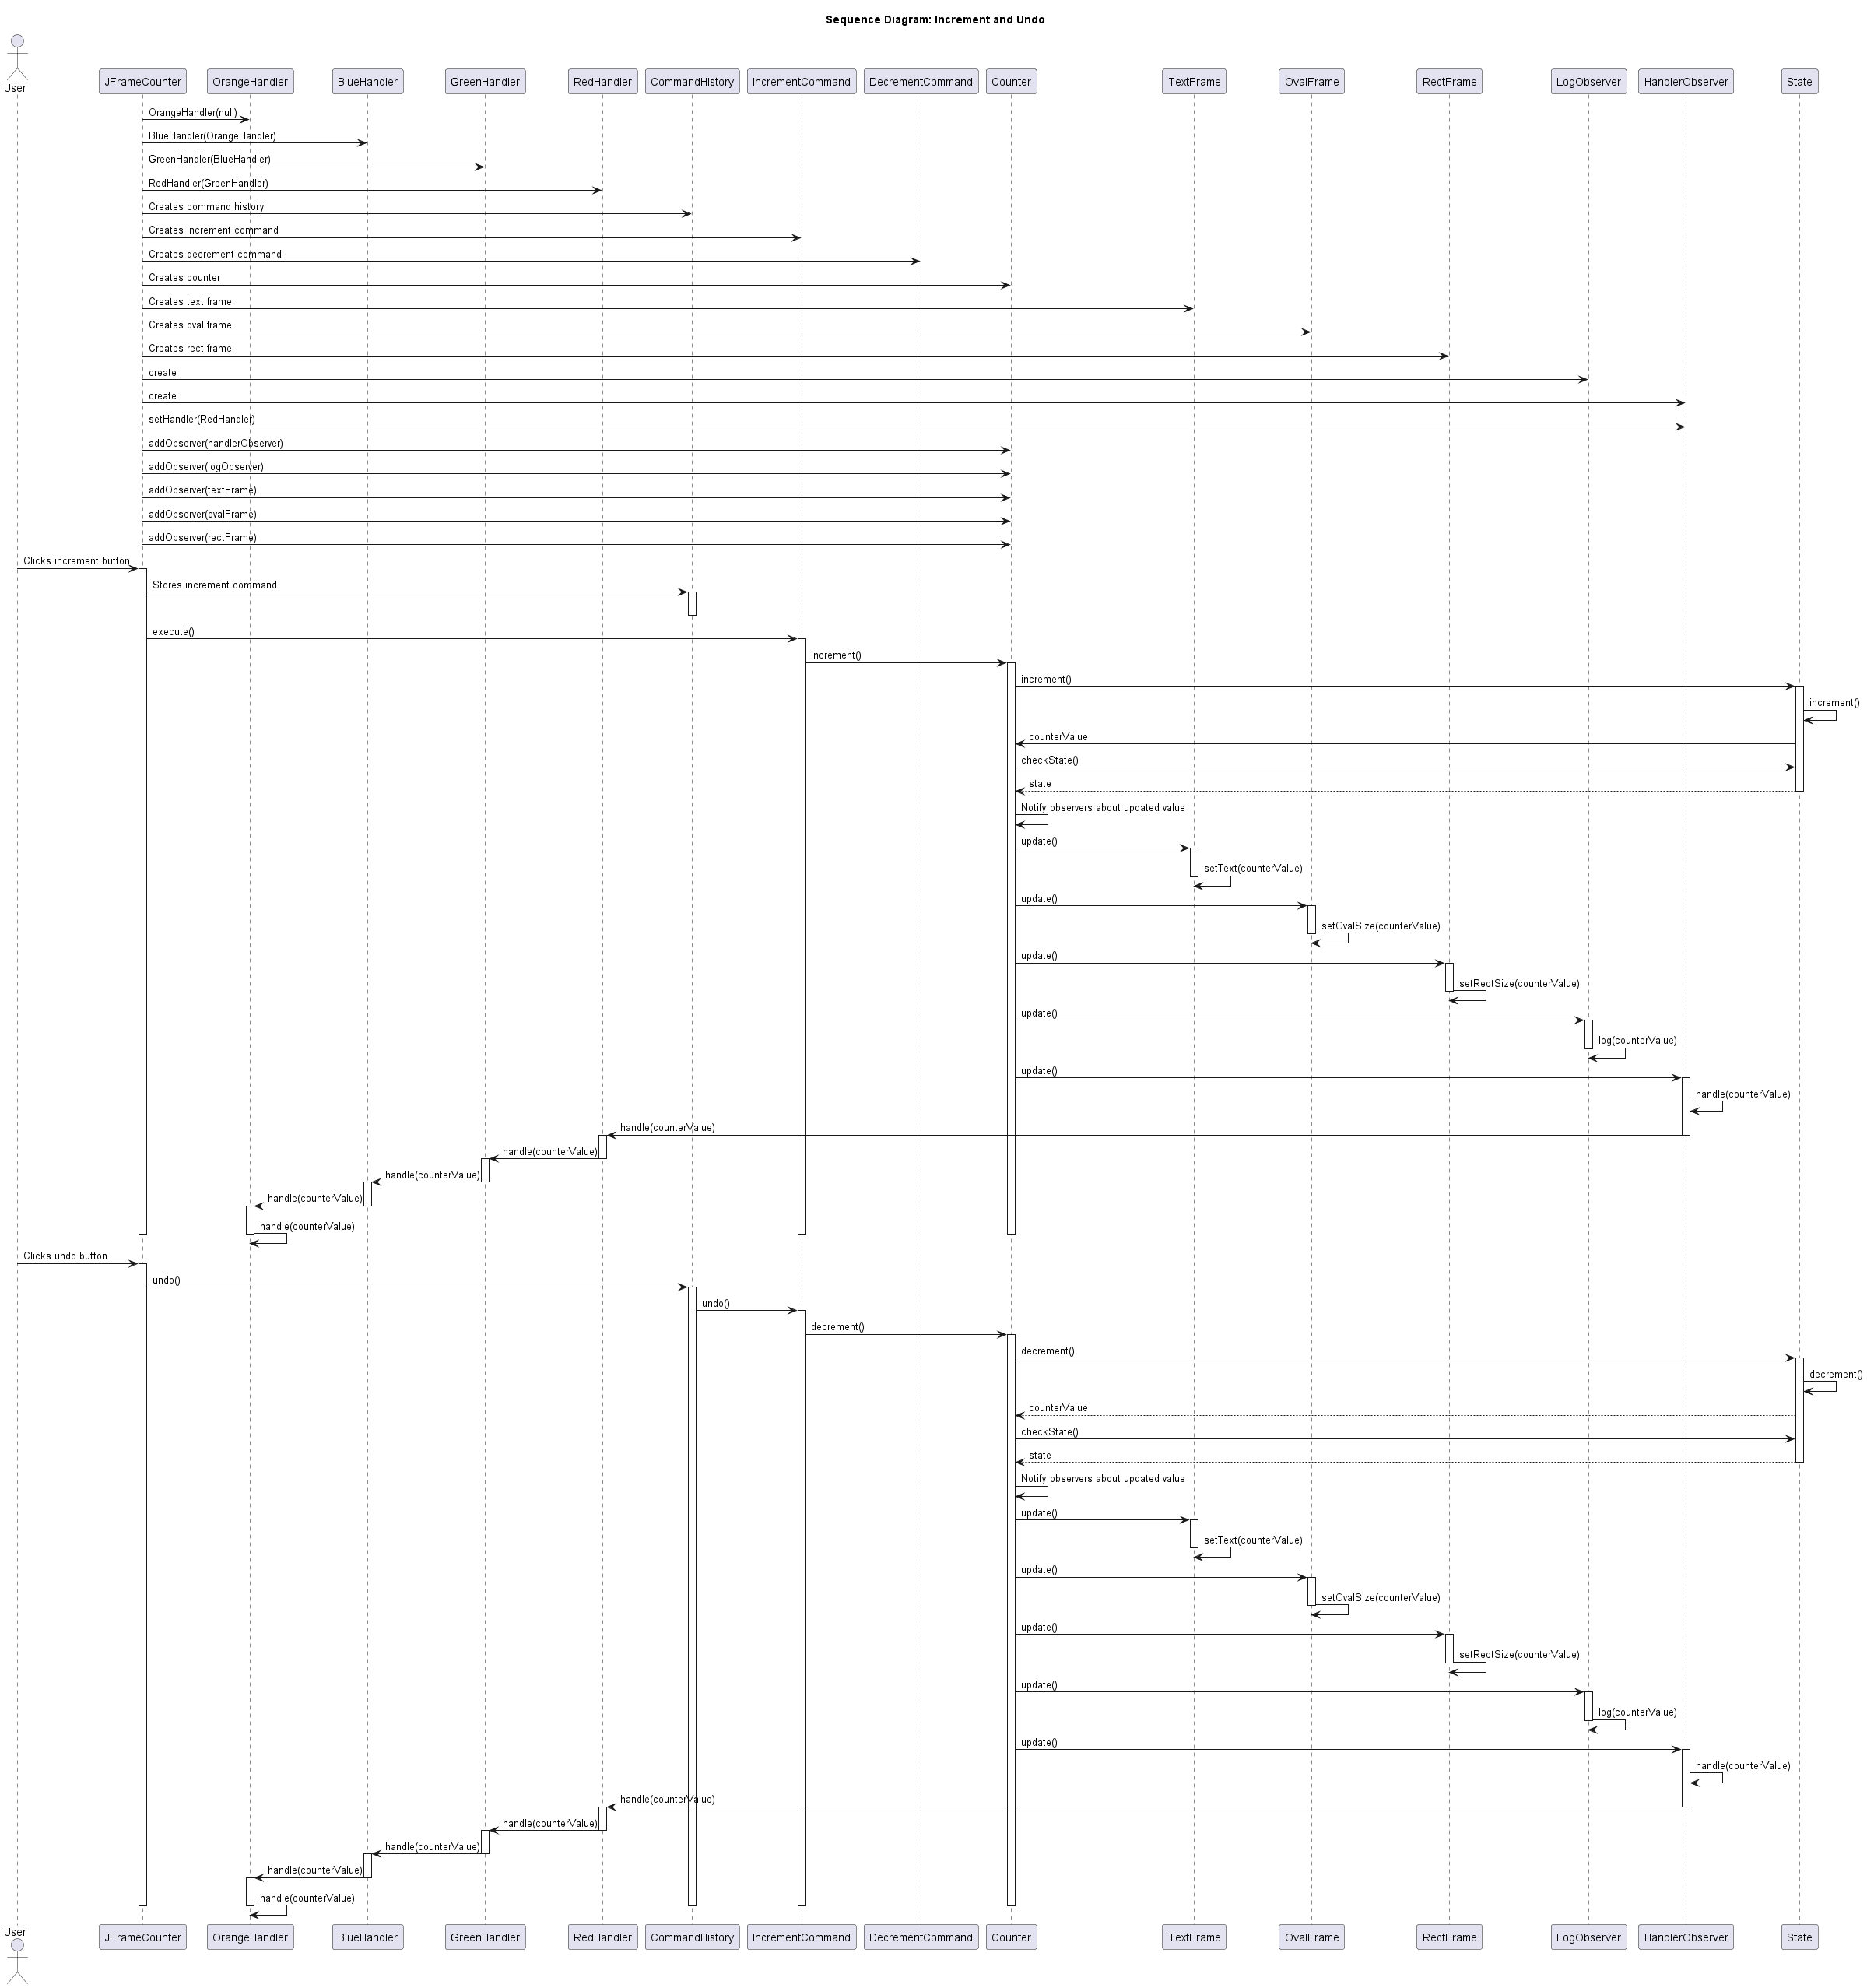 Sequence Diagram: Increment and Undo
User
JFrameCounter
OrangeHandler
BlueHandler
GreenHandler
RedHandler
CommandHistory
IncrementCommand
DecrementCommand
Counter
TextFrame
OvalFrame
RectFrame
LogObserver
HandlerObserver
State
OrangeHandler(null)
BlueHandler(OrangeHandler)
GreenHandler(BlueHandler)
RedHandler(GreenHandler)
Creates command history
Creates increment command
Creates decrement command
Creates counter
Creates text frame
Creates oval frame
Creates rect frame
create
create
setHandler(RedHandler)
addObserver(handlerObserver)
addObserver(logObserver)
addObserver(textFrame)
addObserver(ovalFrame)
addObserver(rectFrame)
Clicks increment button
Stores increment command
execute()
increment()
increment()
increment()
counterValue
checkState()
state
Notify observers about updated value
update()
setText(counterValue)
update()
setOvalSize(counterValue)
update()
setRectSize(counterValue)
update()
log(counterValue)
update()
handle(counterValue)
handle(counterValue)
handle(counterValue)
handle(counterValue)
handle(counterValue)
handle(counterValue)
Clicks undo button
undo()
undo()
decrement()
decrement()
decrement()
counterValue
checkState()
state
Notify observers about updated value
update()
setText(counterValue)
update()
setOvalSize(counterValue)
update()
setRectSize(counterValue)
update()
log(counterValue)
update()
handle(counterValue)
handle(counterValue)
handle(counterValue)
handle(counterValue)
handle(counterValue)
handle(counterValue)
User
JFrameCounter
OrangeHandler
BlueHandler
GreenHandler
RedHandler
CommandHistory
IncrementCommand
DecrementCommand
Counter
TextFrame
OvalFrame
RectFrame
LogObserver
HandlerObserver
State